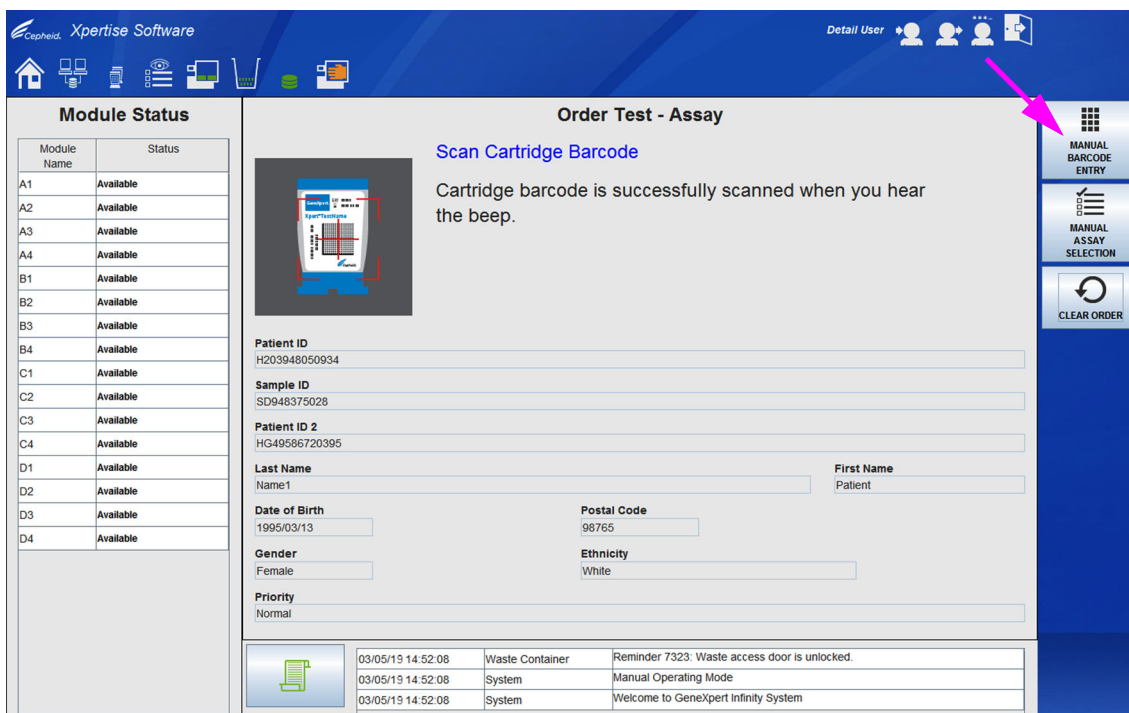 Cepheid. Xpertise Software
Detail User
Module Status
Module Name
Status
A1 Available
A2 Available
A3 Available
A4 Available
B1 Available
B2 Available
B3 Available
B4 Available
C1 Available
C2 Available
C3 Available
C4 Available
D1 Available
D2 Available
D3 Available
D4 Available
Order Test - Assay
GeneXpert
Xpert®TestName
Cepheid.
Scan Cartridge Barcode
Cartridge barcode is successfully scanned when you hear
the beep.
Patient ID
H203948050934
Sample ID
SD948375028
Patient ID 2
HG49586720395
Last Name First Name
Name1 Patient
Date of Birth Postal Code
1995/03/13 98765
Gender Ethnicity
Female White
Priority
Normal
03/05/19 14:52:08 Waste Container Reminder 7323: Waste access door is unlocked.
03/05/19 14:52:08 System Manual Operating Mode
03/05/19 14:52:08 System Welcome to GeneXpert Infinity System
MANUAL
BARCODE
ENTRY
MANUAL
ASSAY
SELECTION
CLEAR ORDER